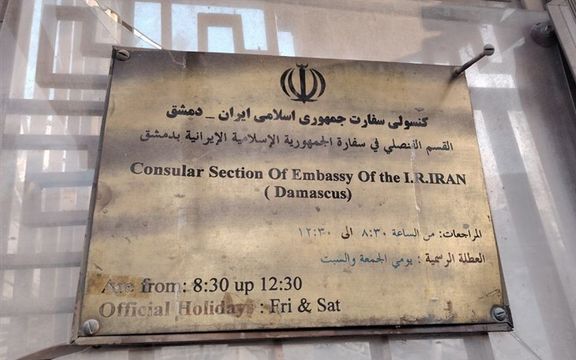 كنسولی سفارت جمهوری اسلامی ایران _ دمشق
القسم القنصلي في سفارة الجمهورية الإسلامية الإيرانية بدمشق
Consular Section Of Embassy Of the I.R.IRAN
( Damascus)
المراجعات: من الساعة ٨:٣٠ الى ١٢:٣٠
العطلة الرسمية : يومي الجمعة والسبت
Are from: 8:30 up 12:30
Official Holidays : Fri & Sat